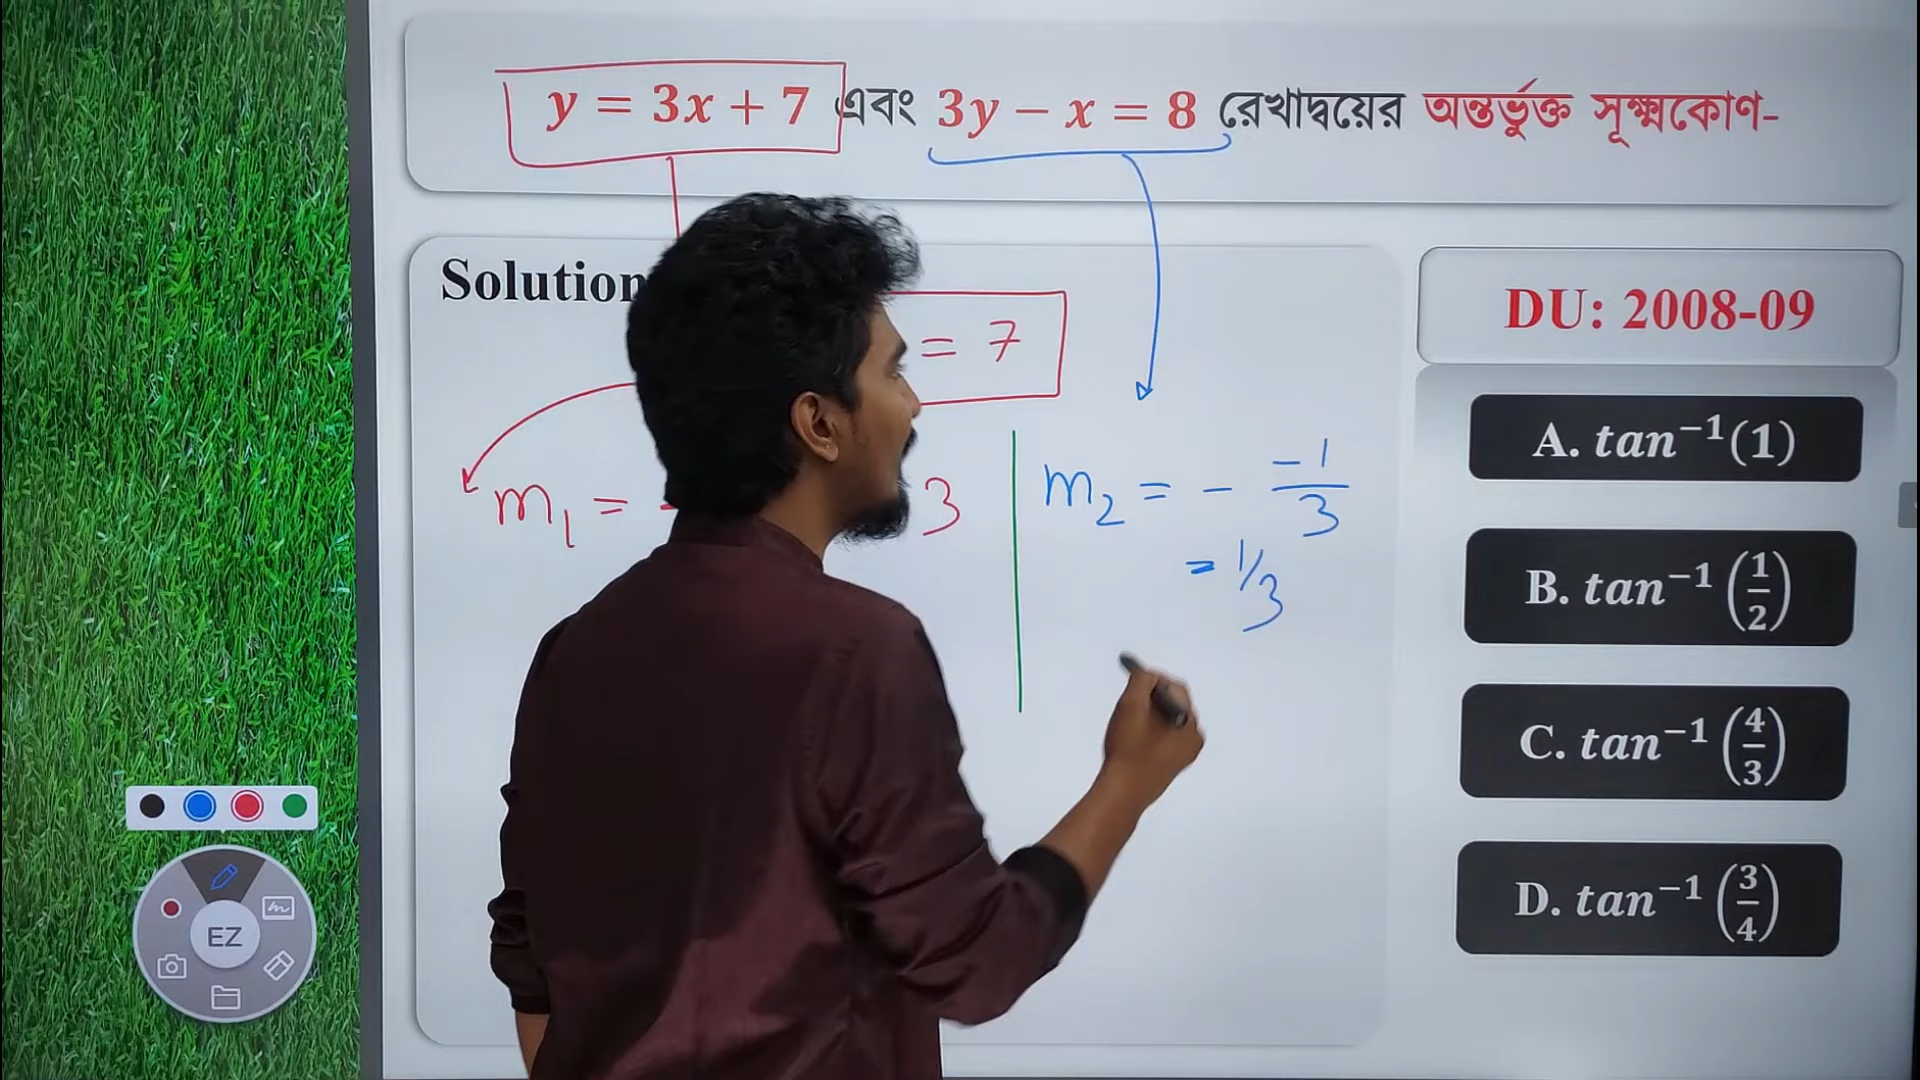 y = 3x + 7 এবং 3y − x = 8 রেখাদ্বয়ের অন্তর্ভুক্ত সূক্ষ্মকোণ-
Solution
= 7
m₁ = 3
m₂ = - -1/3
= 1/3
DU: 2008-09
A. tan⁻¹(1)
B. tan⁻¹(1/2)
C. tan⁻¹(4/3)
D. tan⁻¹(3/4)
EZ